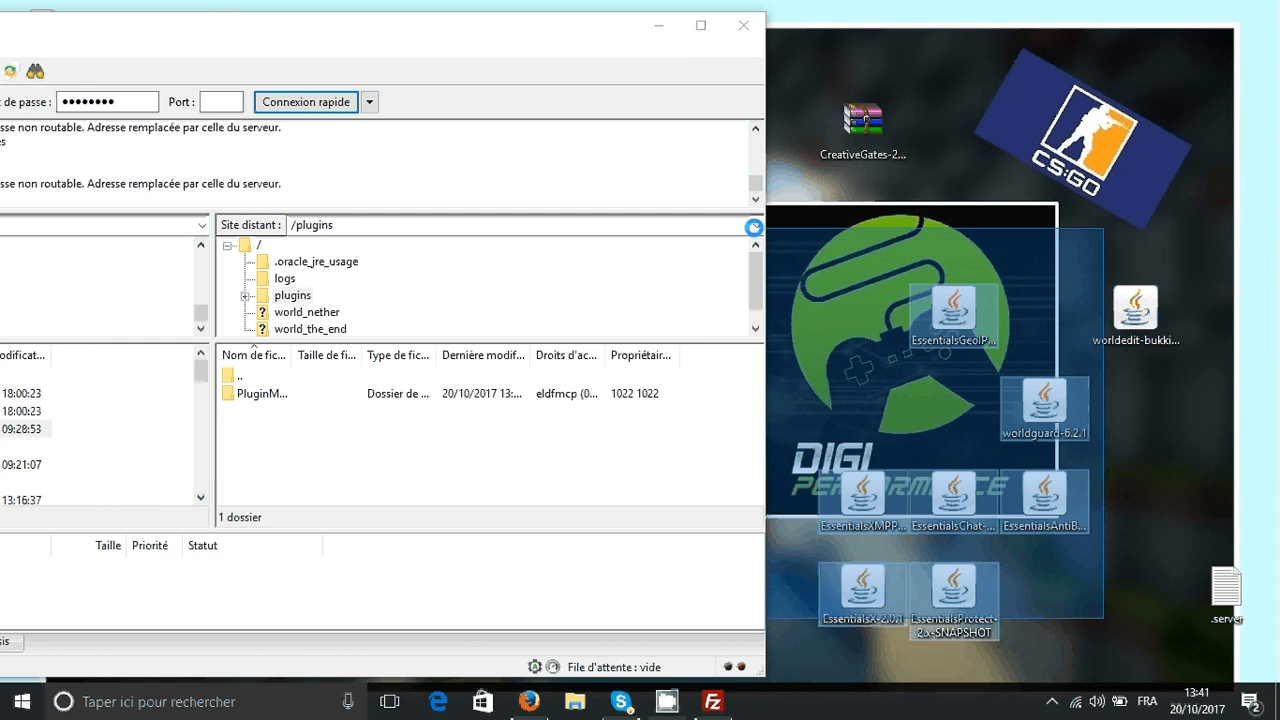 t de passe : ●●●●●●●● Port : Connexion rapide
sse non routable. Adresse remplacée par celle du serveur.
es
sse non routable. Adresse remplacée par celle du serveur.
Site distant : /plugins
/
.oracle_jre_usage
logs
plugins
? world_nether
? world_the_end
odificat...
18:00:23
18:00:23
09:28:53
09:21:07
13:16:37
Nom de fic... Taille de fi... Type de fic... Dernière modif... Droits d'ac... Propriétair...
..
PluginM... Dossier de ... 20/10/2017 13:... eldfmcp (0... 1022 1022
1 dossier
Taille Priorité Statut
sis
File d'attente : vide
CreativeGates-2...
CS:GO
EssentialsGeoIP...
worldedit-bukki...
worldguard-6.2.1
DIGI
PERFORMANCE
EssentialsXMPP... EssentialsChat-... EssentialsAntiB...
EssentialsX-2.0.1 EssentialsProtect-
2.x-SNAPSHOT
.server
Taper ici pour rechercher
FRA
13:41
20/10/2017
2